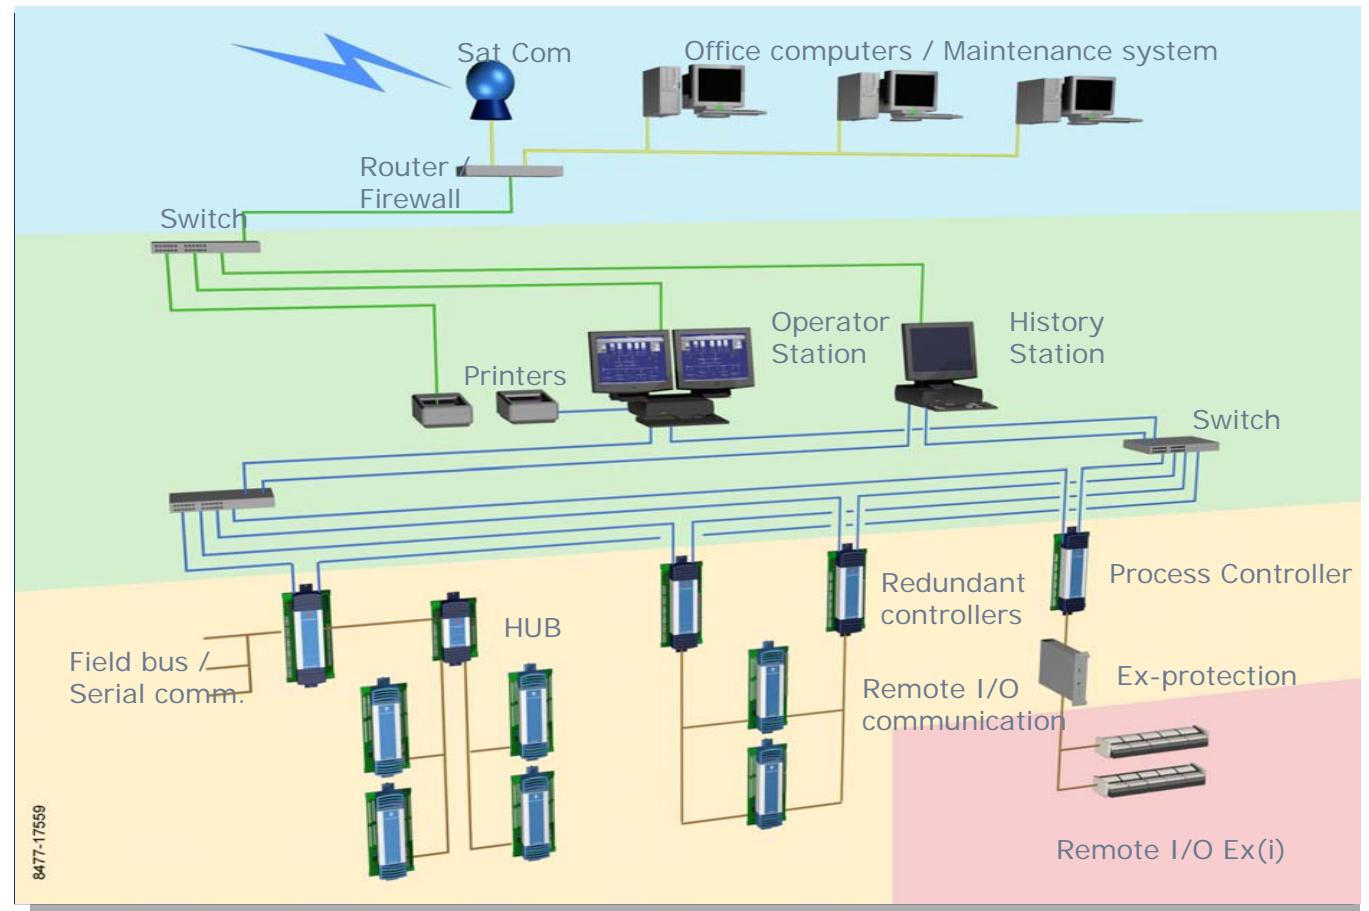 Sat Com
Office computers / Maintenance system
Router /
Firewall
Switch
Operator
Station
History
Station
Printers
Switch
Process Controller
Redundant
controllers
HUB
Field bus /
Serial comm.
Ex-protection
Remote I/O
communication
Remote I/O Ex(i)
8477-17559